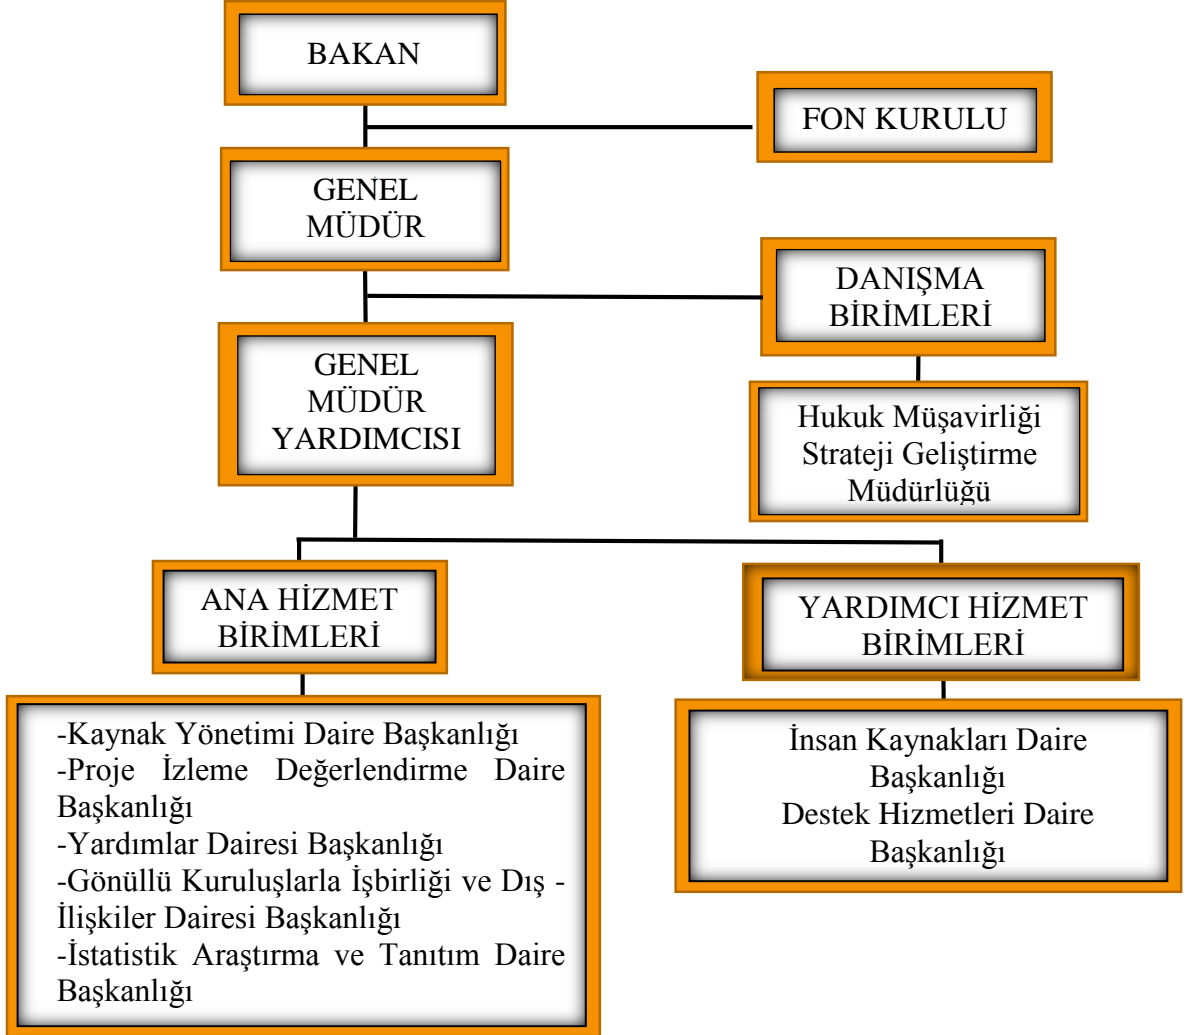 BAKAN
FON KURULU
GENEL
MÜDÜR
DANIŞMA
BİRİMLERİ
GENEL
MÜDÜR
YARDIMCISI
Hukuk Müşavirliği
Strateji Geliştirme
Müdürlüğü
ANA HİZMET
BİRİMLERİ
YARDIMCI HİZMET
BİRİMLERİ
-Kaynak Yönetimi Daire Başkanlığı
-Proje İzleme Değerlendirme Daire
Başkanlığı
-Yardımlar Dairesi Başkanlığı
-Gönüllü Kuruluşlarla İşbirliği ve Dış -
İlişkiler Dairesi Başkanlığı
-İstatistik Araştırma ve Tanıtım Daire
Başkanlığı
İnsan Kaynakları Daire
Başkanlığı
Destek Hizmetleri Daire
Başkanlığı